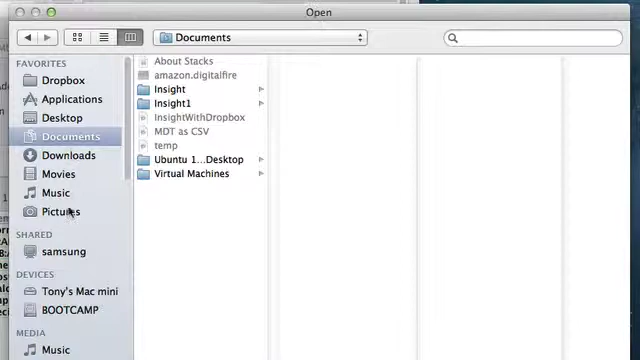 Open
Documents
FAVORITES
Dropbox
Applications
Desktop
Documents
Downloads
Movies
Music
Pictures
SHARED
samsung
DEVICES
Tony's Mac mini
BOOTCAMP
MEDIA
Music
About Stacks
amazon.digitalfire
Insight
Insight1
InsightWithDropbox
MDT as CSV
temp
Ubuntu 1...Desktop
Virtual Machines